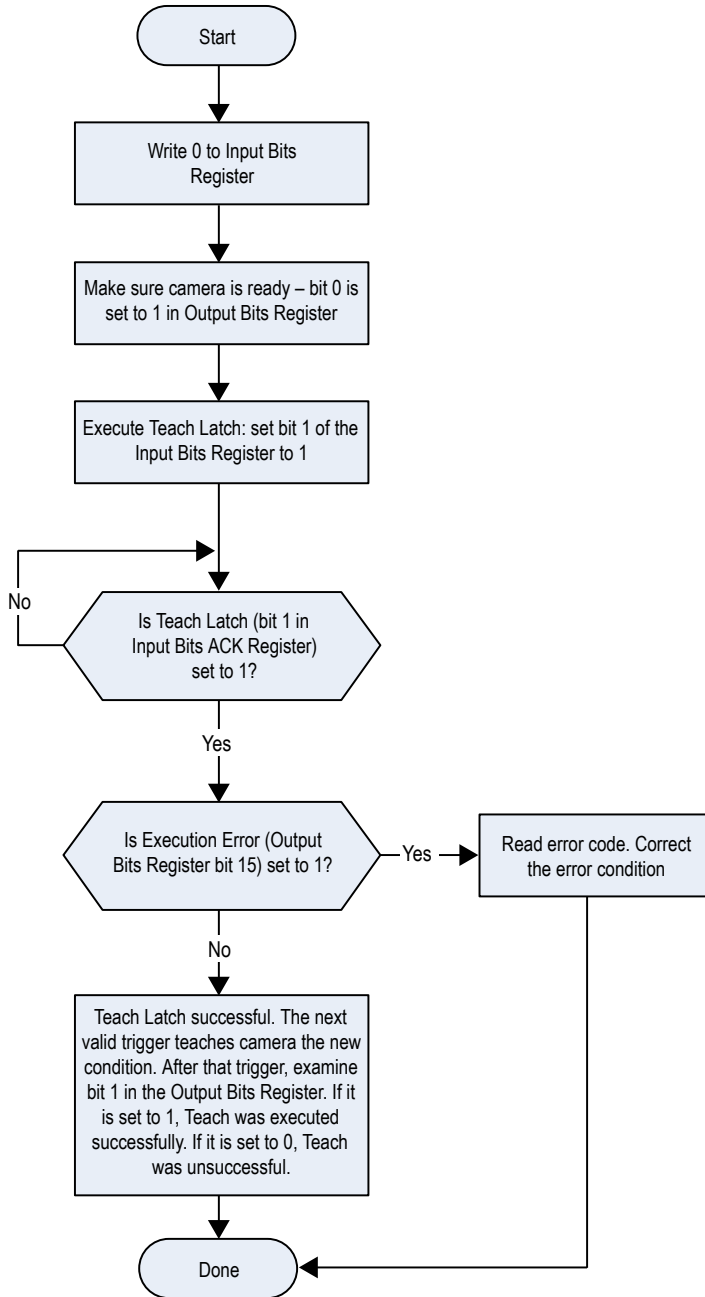 Start
Write 0 to Input Bits
Register
Make sure camera is ready – bit 0 is
set to 1 in Output Bits Register
Execute Teach Latch: set bit 1 of the
Input Bits Register to 1
No
Is Teach Latch (bit 1 in
Input Bits ACK Register)
set to 1?
Yes
Is Execution Error (Output
Bits Register bit 15) set to 1?
Yes
Read error code. Correct
the error condition
No
Teach Latch successful. The next
valid trigger teaches camera the new
condition. After that trigger, examine
bit 1 in the Output Bits Register. If it
is set to 1, Teach was executed
successfully. If it is set to 0, Teach
was unsuccessful.
Done